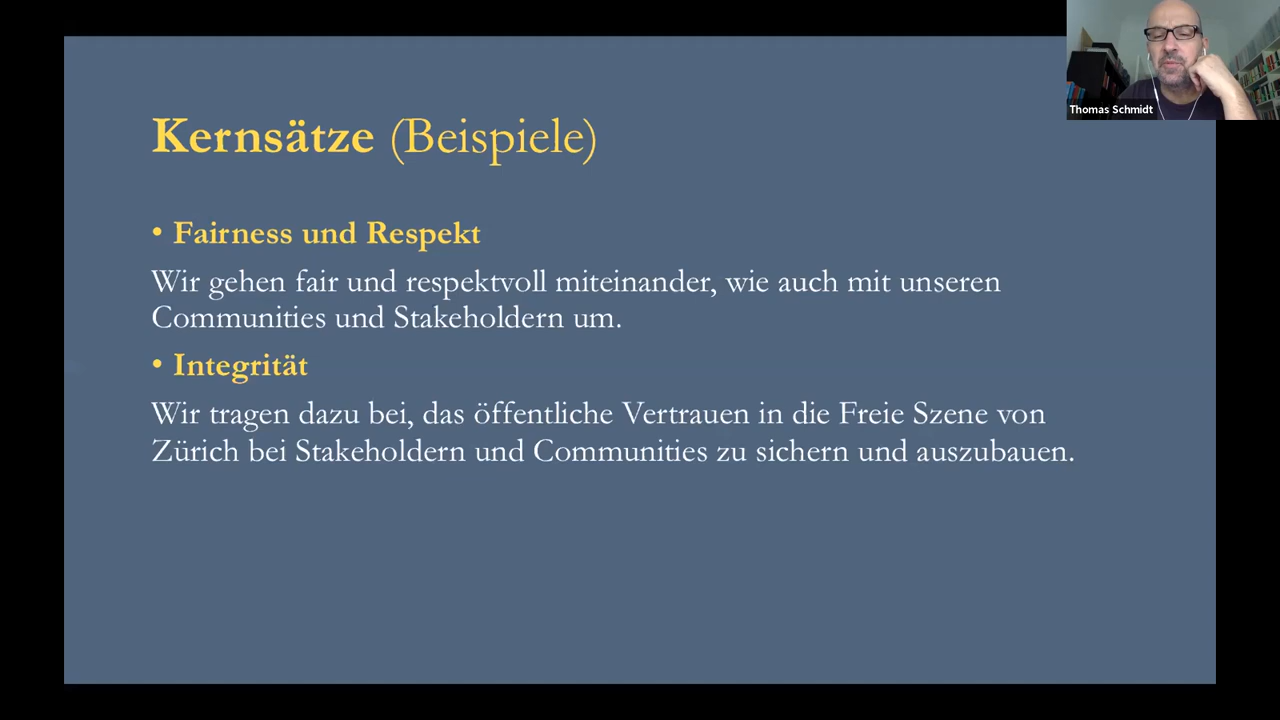 Kernsätze (Beispiele)
• Fairness und Respekt
Wir gehen fair und respektvoll miteinander, wie auch mit unseren
Communities und Stakeholdern um.
• Integrität
Wir tragen dazu bei, das öffentliche Vertrauen in die Freie Szene von
Zürich bei Stakeholdern und Communities zu sichern und auszubauen.
Thomas Schmidt